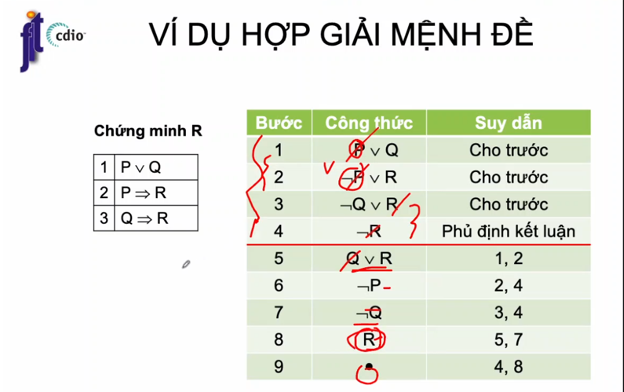 fit cdio
VÍ DỤ HỢP GIẢI MỆNH ĐỀ
Chứng minh R
1 P ∨ Q
2 P ⇒ R
3 Q ⇒ R
Bước Công thức Suy dẫn
1 P ∨ Q Cho trước
2 ¬P ∨ R Cho trước
3 ¬Q ∨ R Cho trước
4 ¬R Phủ định kết luận
5 Q ∨ R 1, 2
6 ¬P 2, 4
7 ¬Q 3, 4
8 R 5, 7
9 • 4, 8